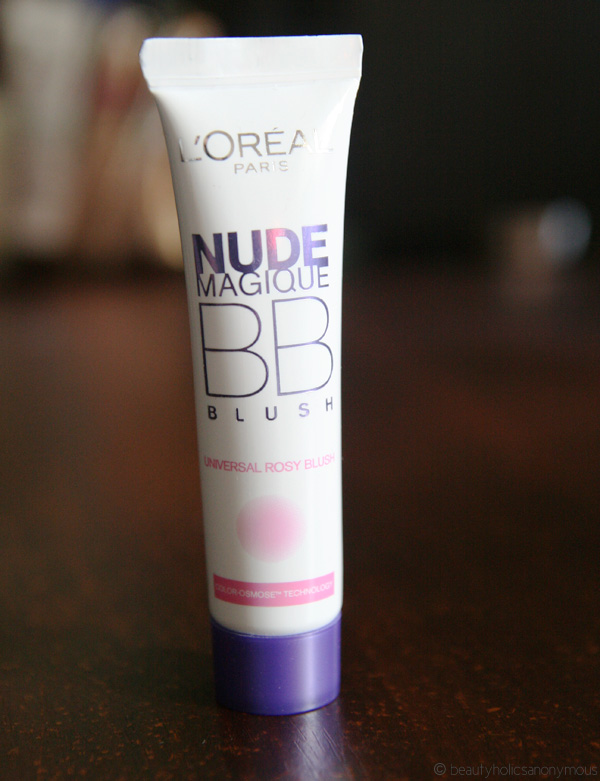 L'ORÉAL
PARIS
NUDE
MAGIQUE
BB
BLUSH
UNIVERSAL ROSY BLUSH
COLOR OSMOSE™ TECHNOLOGY
© beautyholicsanonymous